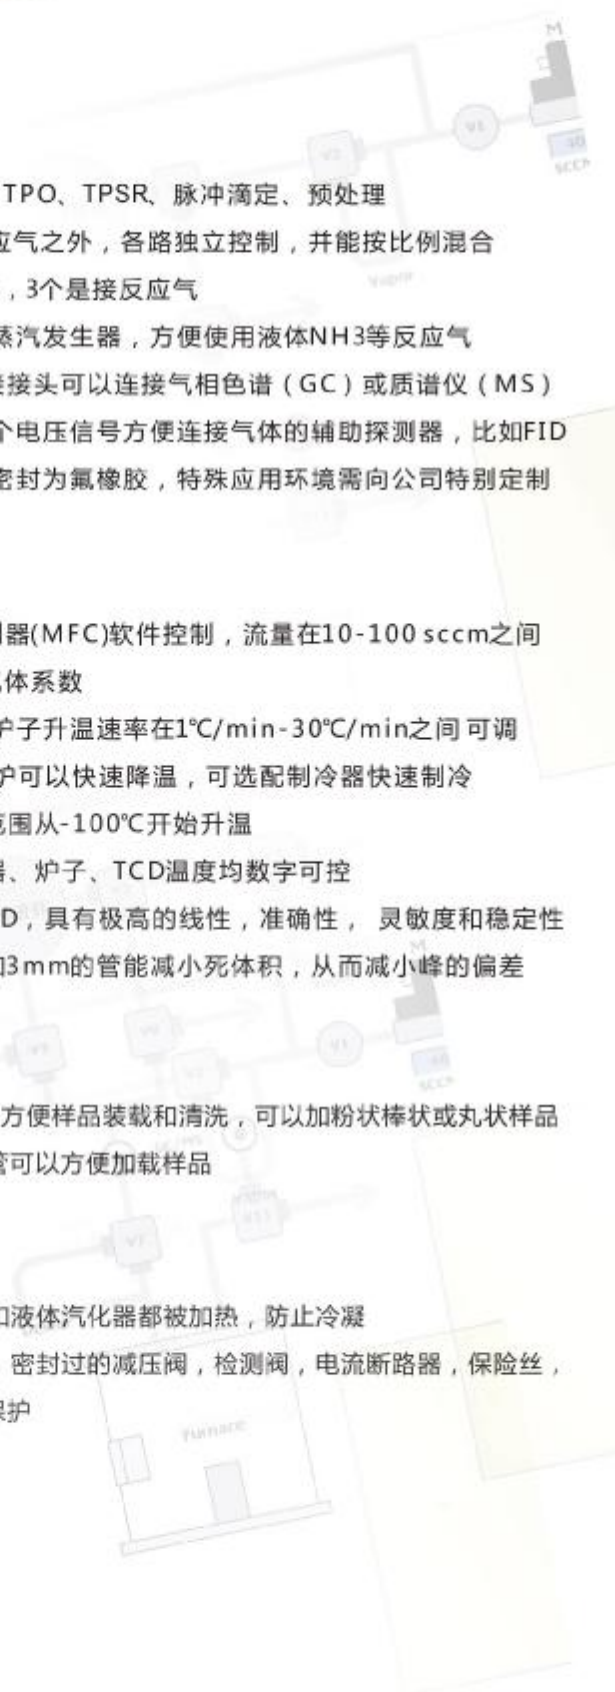 M
V1
V2
SCCM
TPO、TPSR、脉冲滴定、预处理
应气之外，各路独立控制，并能按比例混合
，3个是接反应气
Vapor
蒸汽发生器，方便使用液体NH3等反应气
接头可以连接气相色谱（GC）或质谱仪（MS）
个电压信号方便连接气体的辅助探测器，比如FID
密封为氟橡胶，特殊应用环境需向公司特别定制
器(MFC)软件控制，流量在10-100 sccm之间
体系数
炉子升温速率在1℃/min-30℃/min之间可调
炉可以快速降温，可选配制冷器快速制冷
范围从-100℃开始升温
器、炉子、TCD温度均数字可控
D，具有极高的线性，准确性， 灵敏度和稳定性
M
3mm的管能减小死体积，从而减小峰的偏差
V1
SCCM
方便样品装载和清洗，可以加粉状棒状或丸状样品
管可以方便加载样品
和液体汽化器都被加热，防止冷凝
密封过的减压阀，检测阀，电流断路器，保险丝，
保护
Furnace